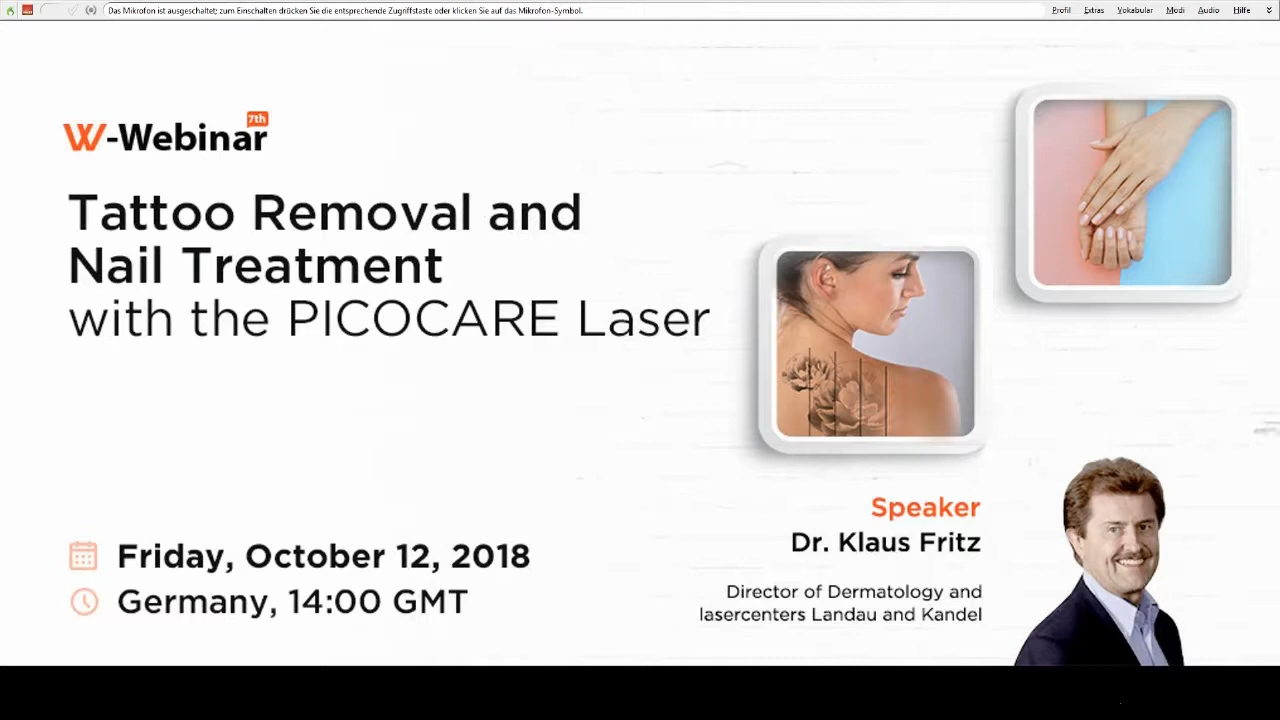 Das Mikrofon ist ausgeschaltet; zum Einschalten drücken Sie die entsprechende Zugriffstaste oder klicken Sie auf das Mikrofon-Symbol.
Profil Extras Vokabular Modi Audio Hilfe
W-Webinar 7th
Tattoo Removal and
Nail Treatment
with the PICOCARE Laser
Speaker
Dr. Klaus Fritz
Director of Dermatology and
lasercenters Landau and Kandel
Friday, October 12, 2018
Germany, 14:00 GMT